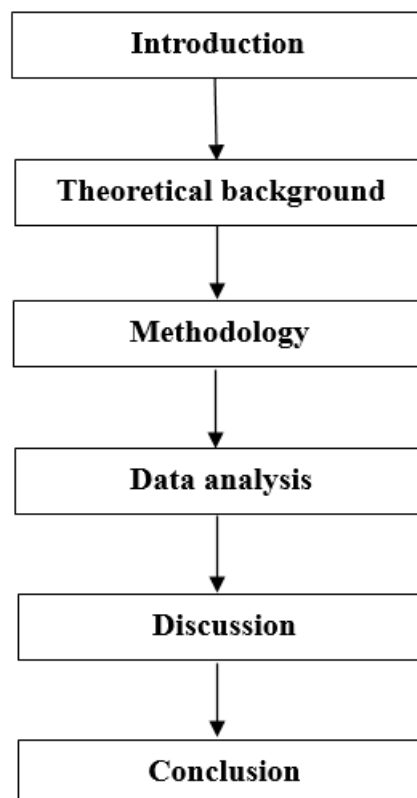 Introduction
Theoretical background
Methodology
Data analysis
Discussion
Conclusion